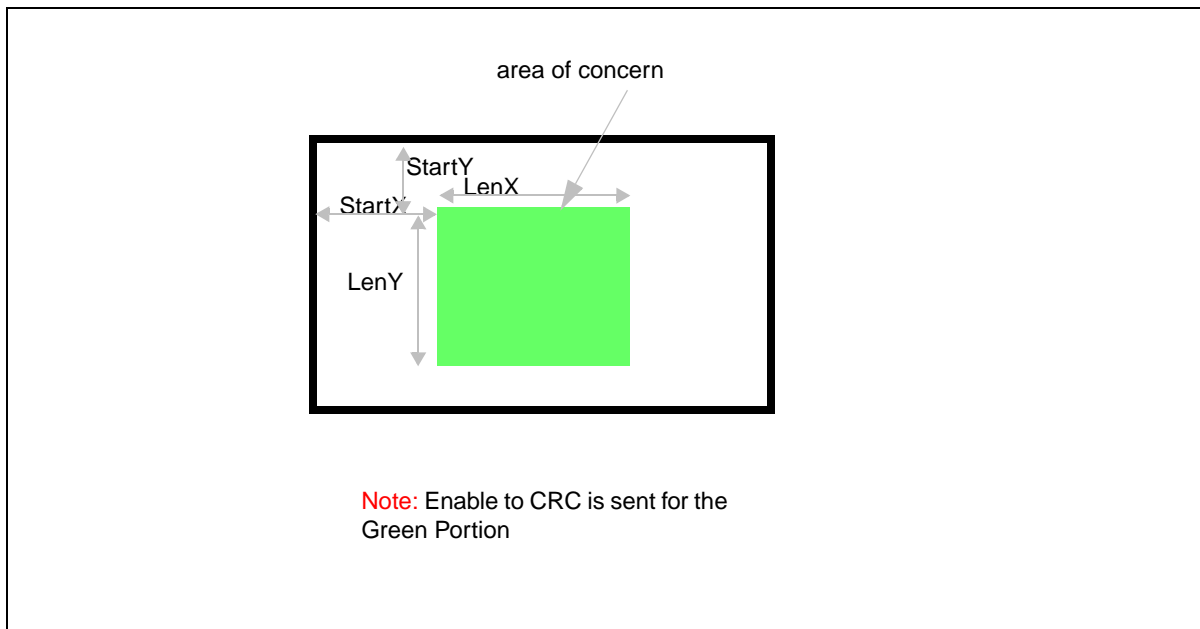 area of concern
StartY
LenX
StartX
LenY
Note: Enable to CRC is sent for the
Green Portion